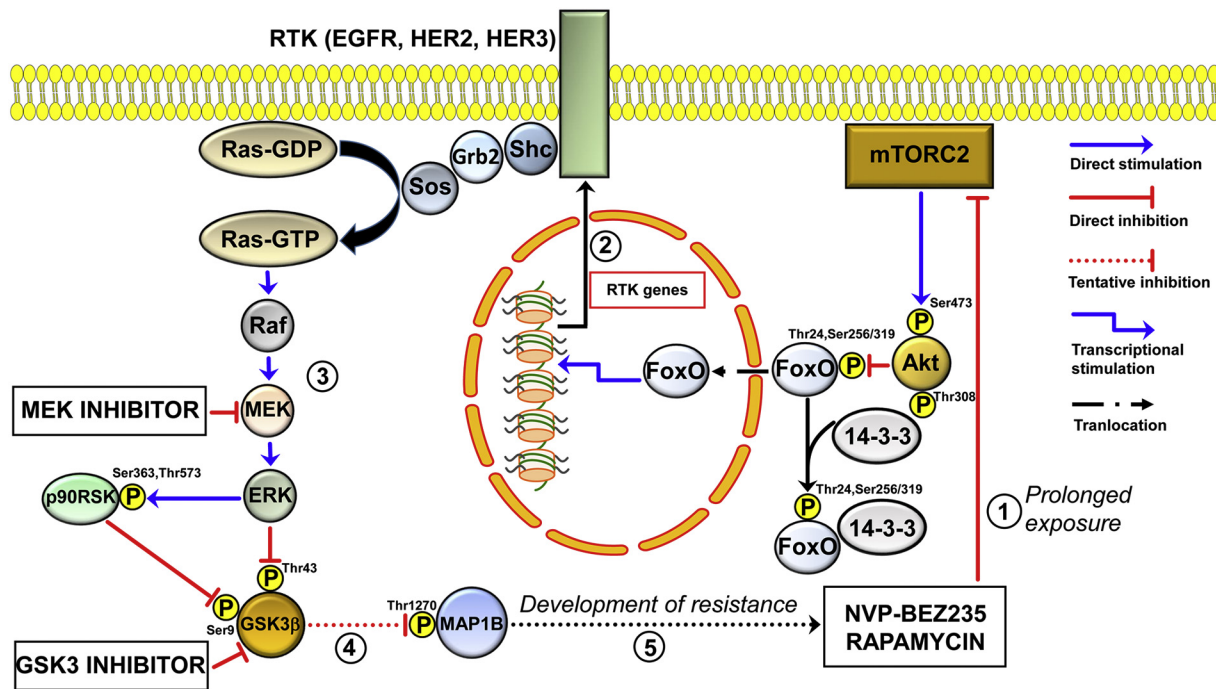 RTK (EGFR, HER2, HER3)
Ras-GDP
Sos
Grb2
Shc
mTORC2
Direct stimulation
Direct inhibition
Tentative inhibition
Transcriptional
stimulation
Tranlocation
Ras-GTP
2
RTK genes
Raf
3
MEK INHIBITOR
MEK
Ser363,Thr573
p90RSK
P
ERK
FoxO
Thr24,Ser256/319
FoxO
P
Ser473
P
Akt
P
Thr308
14-3-3
Thr24,Ser256/319
P
FoxO
14-3-3
1
Prolonged
exposure
P
Thr43
P
Ser9
GSK3β
GSK3 INHIBITOR
4
Thr1270
P
MAP1B
Development of resistance
5
NVP-BEZ235
RAPAMYCIN